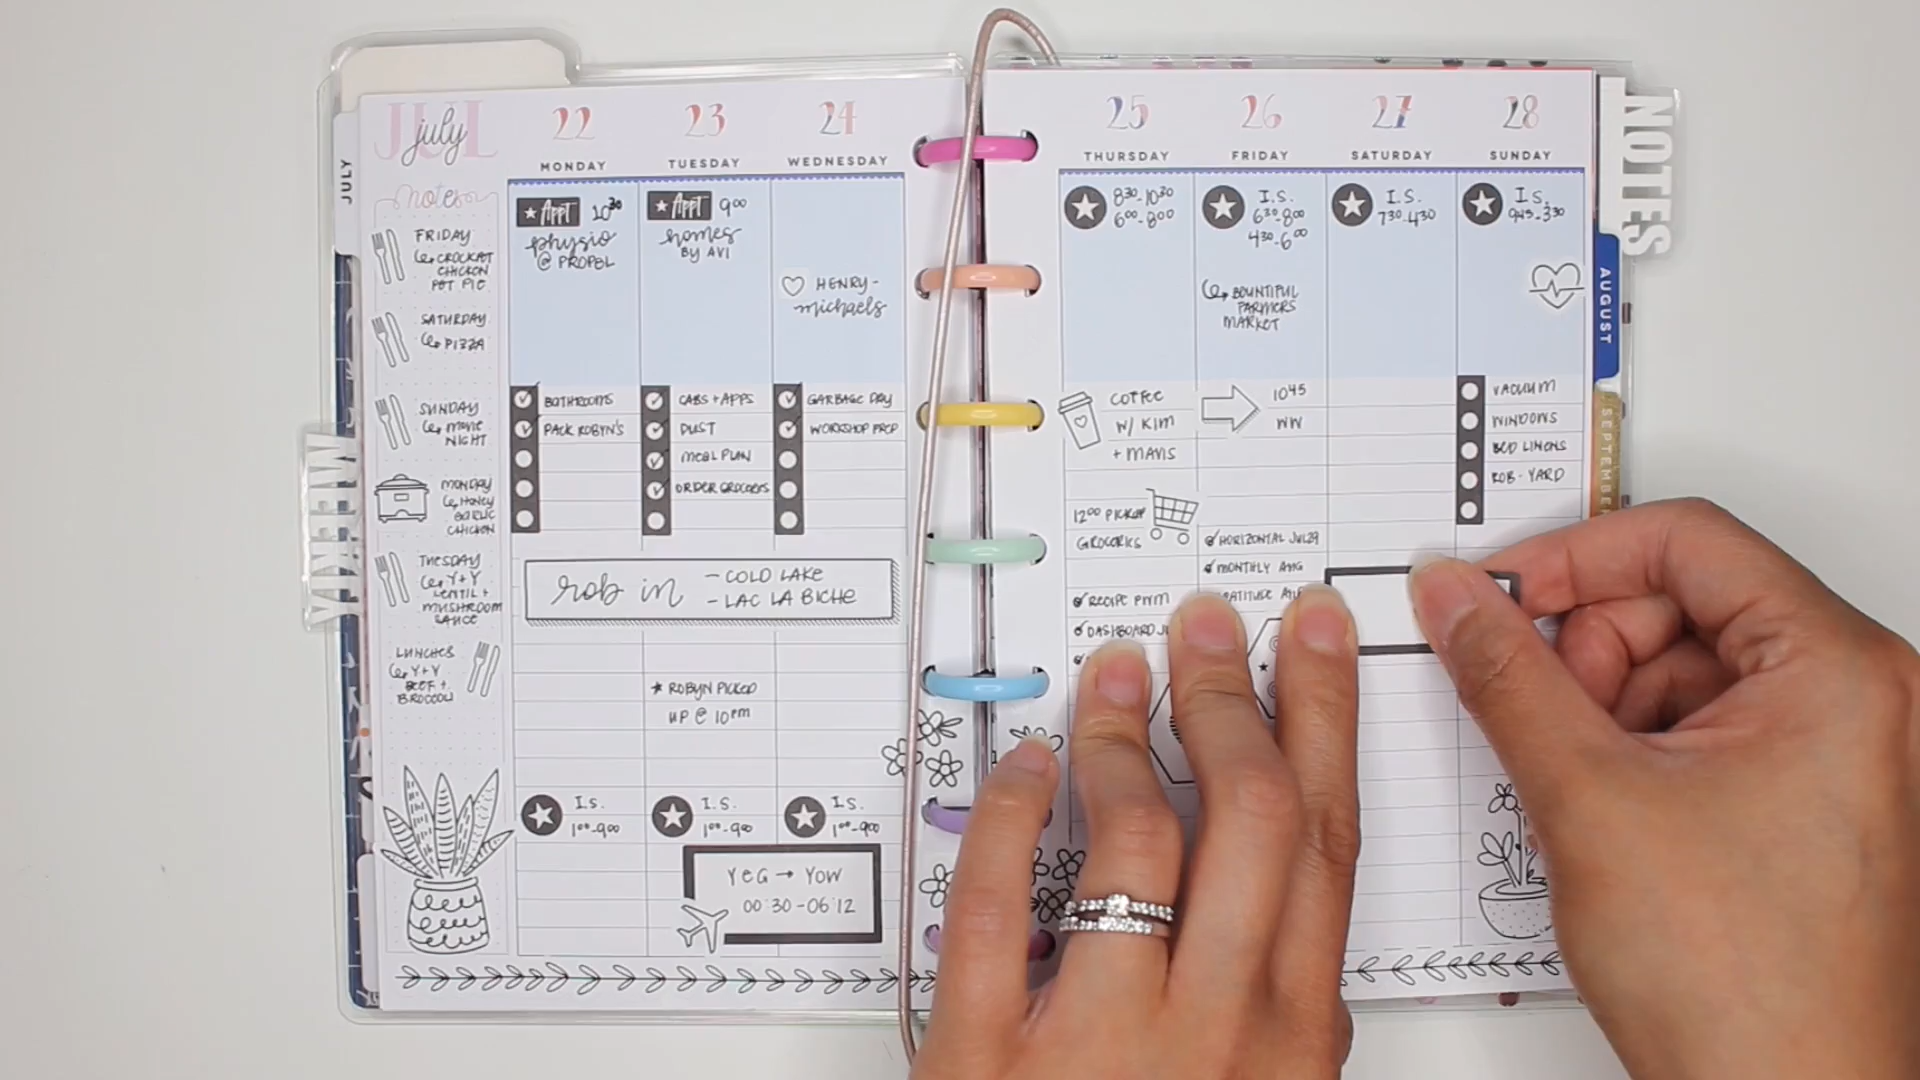 JUL
july
22
MONDAY
23
TUESDAY
24
WEDNESDAY
25
THURSDAY
26
FRIDAY
27
SATURDAY
28
SUNDAY
JULY
NOTES
AUGUST
SEPTEMBER
WEEKLY
notes
FRIDAY
CROCKPOT
CHICKEN
POT PIE
SATURDAY
PIZZA
SUNDAY
MOVIE
NIGHT
MONDAY
HONEY
GARLIC
CHICKEN
TUESDAY
Y+Y
LENTIL +
MUSHROOM
SAUCE
LUNCHES
Y+Y
BEEF +
BROCCOLI
APPT 10:30
physio
@ PROPEL
BATHROOMS
PACK ROBYN'S
APPT 9:00
homes
BY AVI
CABS + APPS
DUST
MEAL PLAN
ORDER GROCERIES
HENRY-
michaels
GARBAGE DAY
WORKSHOP PREP
rob in
- COLD LAKE
- LAC LA BICHE
ROBYN PICKED
UP @ 10PM
I.S.
1:00-9:00
I.S.
1:00-9:00
I.S.
1:00-9:00
YEG → YOW
00:30-06:12
8:30-10:30
6:00-8:00
COFFEE
W/ KIM
+ MAVIS
12:00 PICKUP
GROCERIES
RECIPE
DASHBOARD
I.S.
6:30-8:00
4:30-6:00
BOUNTIFUL
FARMERS
MARKET
10:45
WW
HORIZONTAL JUL29
MONTHLY AUG
I.S.
7:30-4:30
I.S.
9:45-3:30
VACUUM
WINDOWS
BED LINENS
ROB - YARD